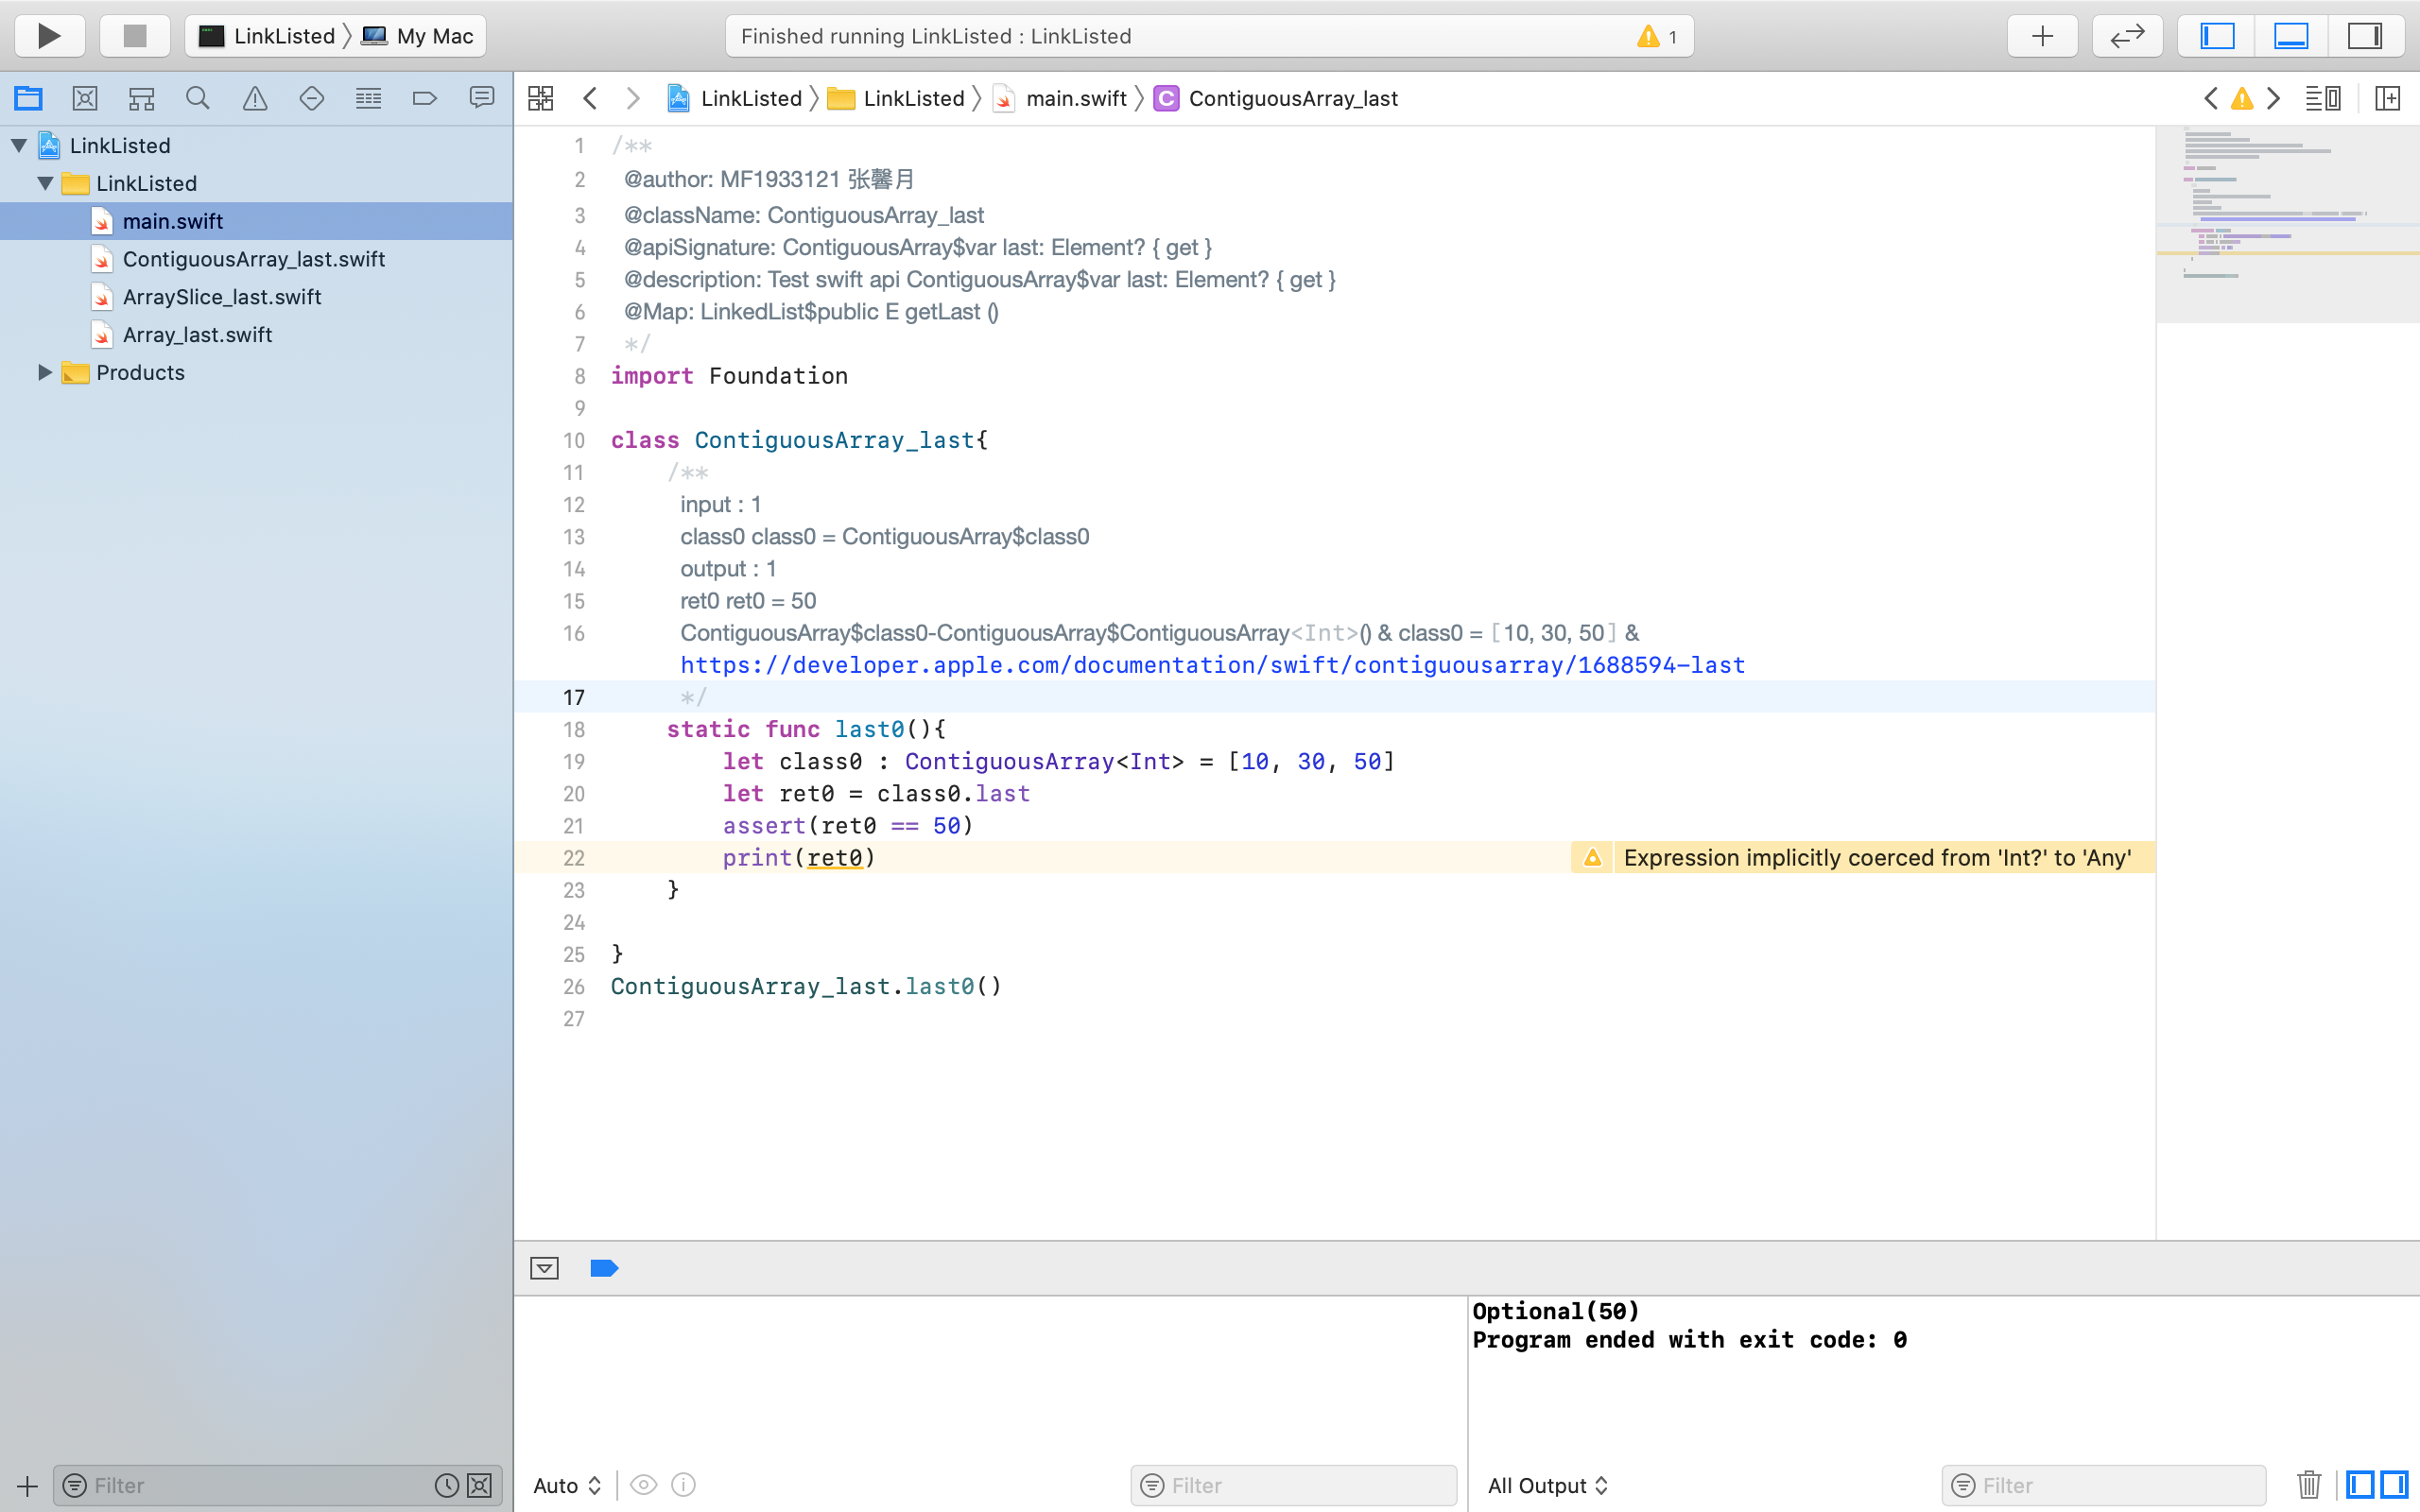 LinkListed
My Mac
Finished running LinkListed : LinkListed
1
LinkListed
LinkListed
main.swift
ContiguousArray_last.swift
ArraySlice_last.swift
Array_last.swift
Products
LinkListed
LinkListed
main.swift
C
ContiguousArray_last
1 /**
2 @author: MF1933121 张馨月
3 @className: ContiguousArray_last
4 @apiSignature: ContiguousArray$var last: Element? { get }
5 @description: Test swift api ContiguousArray$var last: Element? { get }
6 @Map: LinkedList$public E getLast ()
7 */
8 import Foundation
9
10 class ContiguousArray_last{
11 /**
12 input : 1
13 class0 class0 = ContiguousArray$class0
14 output : 1
15 ret0 ret0 = 50
16 ContiguousArray$class0-ContiguousArray$ContiguousArray<Int>() & class0 = [10, 30, 50] &
https://developer.apple.com/documentation/swift/contiguousarray/1688594-last
17 */
18 static func last0(){
19 let class0 : ContiguousArray<Int> = [10, 30, 50]
20 let ret0 = class0.last
21 assert(ret0 == 50)
22 print(ret0)
Expression implicitly coerced from 'Int?' to 'Any'
23 }
24
25 }
26 ContiguousArray_last.last0()
27
Optional(50)
Program ended with exit code: 0
Filter
Auto
Filter
All Output
Filter